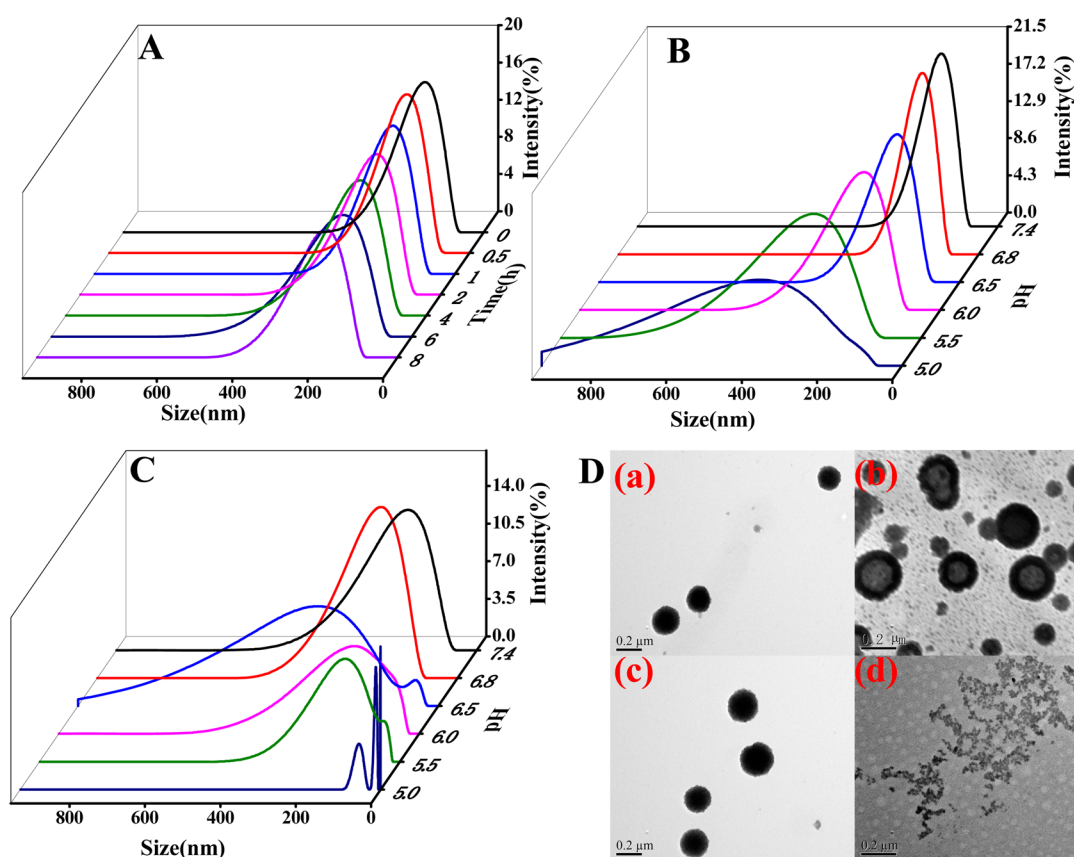 A
20
16
12
8
4
0
Intensity(%)
0
0.5
1
2
4
6
8
Time(h)
800
600
400
200
0
Size(nm)
B
21.5
17.2
12.9
8.6
4.3
0.0
Intensity(%)
7.4
6.8
6.5
6.0
5.5
5.0
pH
800
600
400
200
0
Size(nm)
C
14.0
10.5
7.0
3.5
0.0
Intensity(%)
7.4
6.8
6.5
6.0
5.5
5.0
pH
800
600
400
200
0
Size(nm)
D
(a)
0.2 μm
(b)
0.2 μm
(c)
0.2 μm
(d)
0.2 μm